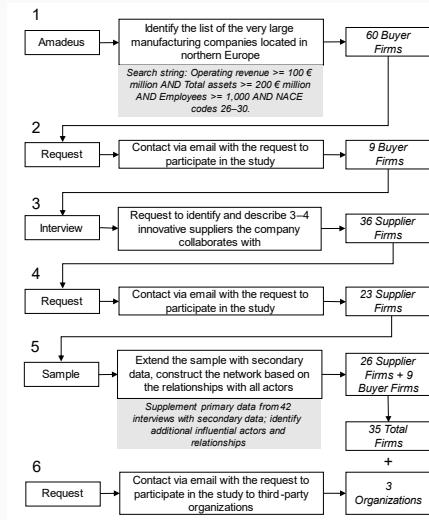 1
Amadeus
Identify the list of the very large
manufacturing companies located in
northern Europe
60 Buyer
Firms
Search string: Operating revenue >= 100 €
million AND Total assets >= 200 € million
AND Employees >= 1,000 AND NACE
codes 26–30.
2
Request
Contact via email with the request to
participate in the study
9 Buyer
Firms
3
Interview
Request to identify and describe 3–4
innovative suppliers the company
collaborates with
36 Supplier
Firms
4
Request
Contact via email with the request to
participate in the study
23 Supplier
Firms
5
Sample
Extend the sample with secondary
data, construct the network based on
the relationships with all actors
26 Supplier
Firms + 9
Buyer Firms
Supplement primary data from 42
interviews with secondary data; identify
additional influential actors and
relationships
35 Total
Firms
+
6
Request
Contact via email with the request to
participate in the study to third-party
organizations
3
Organizations